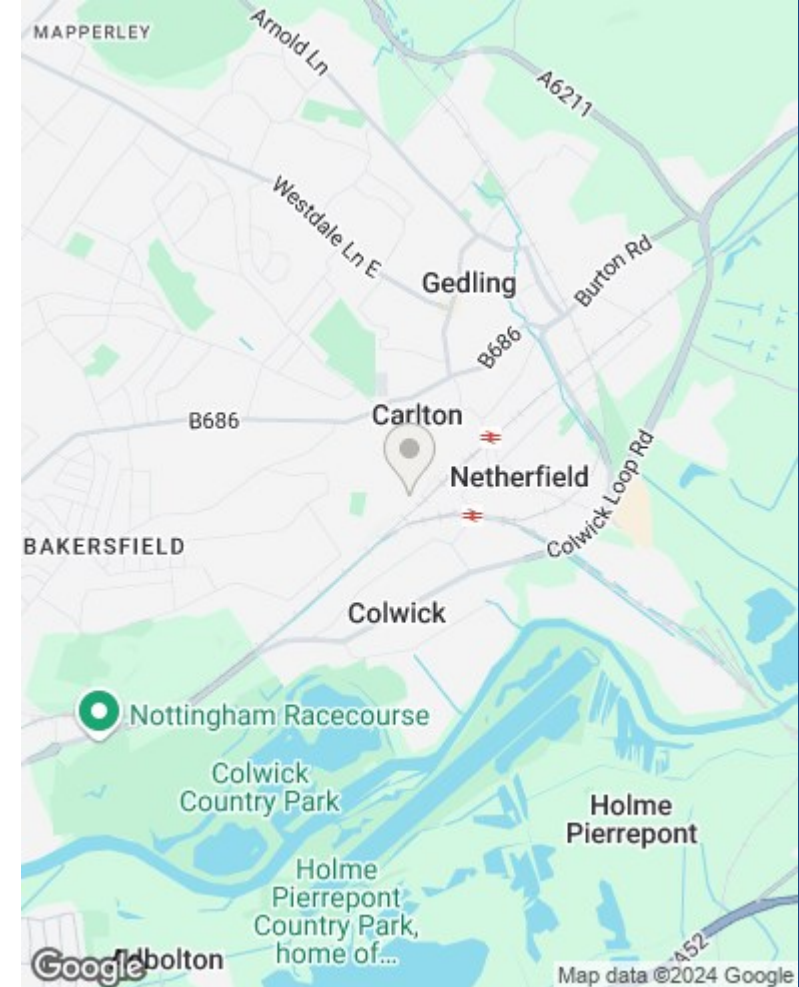 MAPPERLEY
Arnold Ln
A6211
Westdale Ln E
Gedling
Burton Rd
B686
Carlton
B686
Netherfield
Colwick Loop Rd
BAKERSFIELD
Colwick
Nottingham Racecourse
Colwick
Country Park
Holme
Pierrepont
Holme
Pierrepont
Country Park,
home of...
A52
Google
Map data ©2024 Google